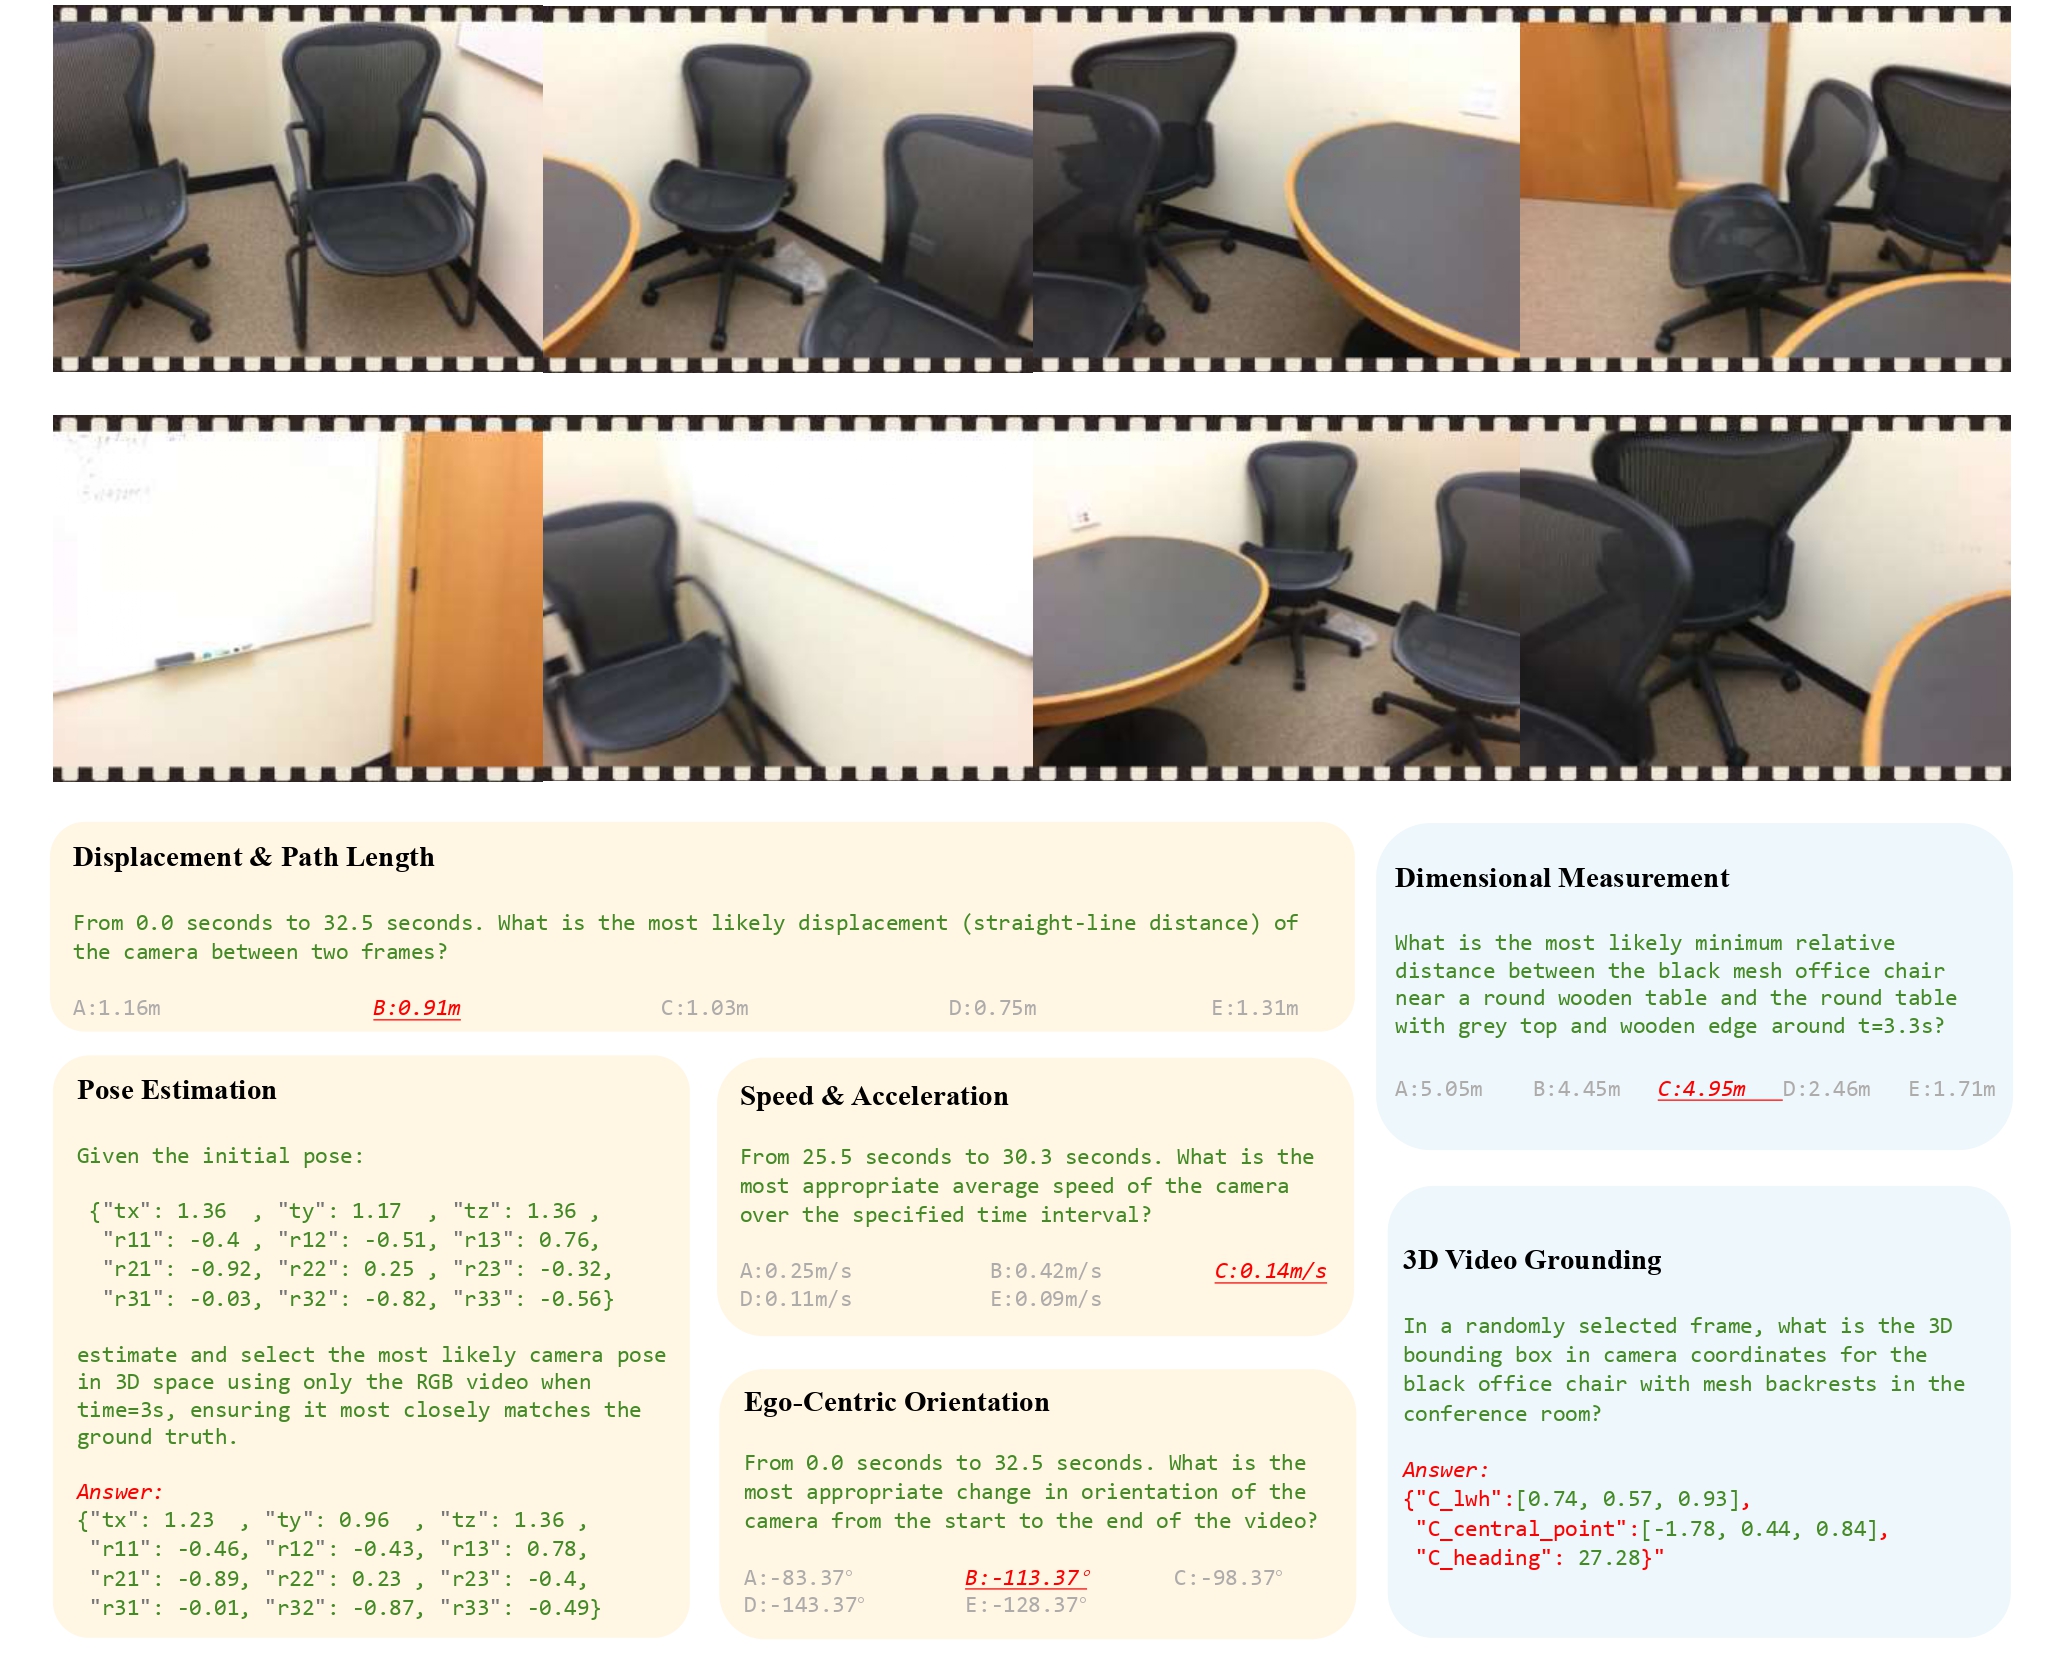 Displacement & Path Length
From 0.0 seconds to 32.5 seconds. What is the most likely displacement (straight-line distance) of
the camera between two frames?
A:1.16m B:0.91m C:1.03m D:0.75m E:1.31m
Dimensional Measurement
What is the most likely minimum relative
distance between the black mesh office chair
near a round wooden table and the round table
with grey top and wooden edge around t=3.3s?
A:5.05m B:4.45m C:4.95m D:2.46m E:1.71m
Pose Estimation
Given the initial pose:
{"tx": 1.36 , "ty": 1.17 , "tz": 1.36 ,
"r11": -0.4 , "r12": -0.51, "r13": 0.76,
"r21": -0.92, "r22": 0.25 , "r23": -0.32,
"r31": -0.03, "r32": -0.82, "r33": -0.56}
estimate and select the most likely camera pose
in 3D space using only the RGB video when
time=3s, ensuring it most closely matches the
ground truth.
Answer:
{"tx": 1.23 , "ty": 0.96 , "tz": 1.36 ,
"r11": -0.46, "r12": -0.43, "r13": 0.78,
"r21": -0.89, "r22": 0.23 , "r23": -0.4,
"r31": -0.01, "r32": -0.87, "r33": -0.49}
Speed & Acceleration
From 25.5 seconds to 30.3 seconds. What is the
most appropriate average speed of the camera
over the specified time interval?
A:0.25m/s B:0.42m/s C:0.14m/s
D:0.11m/s E:0.09m/s
Ego-Centric Orientation
From 0.0 seconds to 32.5 seconds. What is the
most appropriate change in orientation of the
camera from the start to the end of the video?
A:-83.37° B:-113.37° C:-98.37°
D:-143.37° E:-128.37°
3D Video Grounding
In a randomly selected frame, what is the 3D
bounding box in camera coordinates for the
black office chair with mesh backrests in the
conference room?
Answer:
{"C_lwh":[0.74, 0.57, 0.93],
"C_central_point":[-1.78, 0.44, 0.84],
"C_heading": 27.28}"